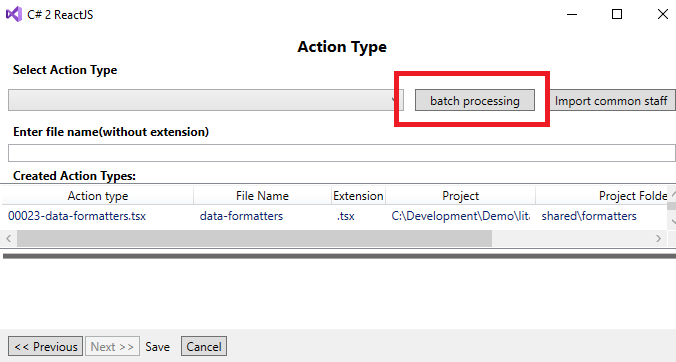 C# 2 ReactJS
Action Type
Select Action Type
batch processing
Import common staff
Enter file name(without extension)
Created Action Types:
Action type File Name Extension Project Project Folde
00023-data-formatters.tsx data-formatters .tsx C:\Development\Demo\lita shared\formatters
<< Previous Next >> Save Cancel